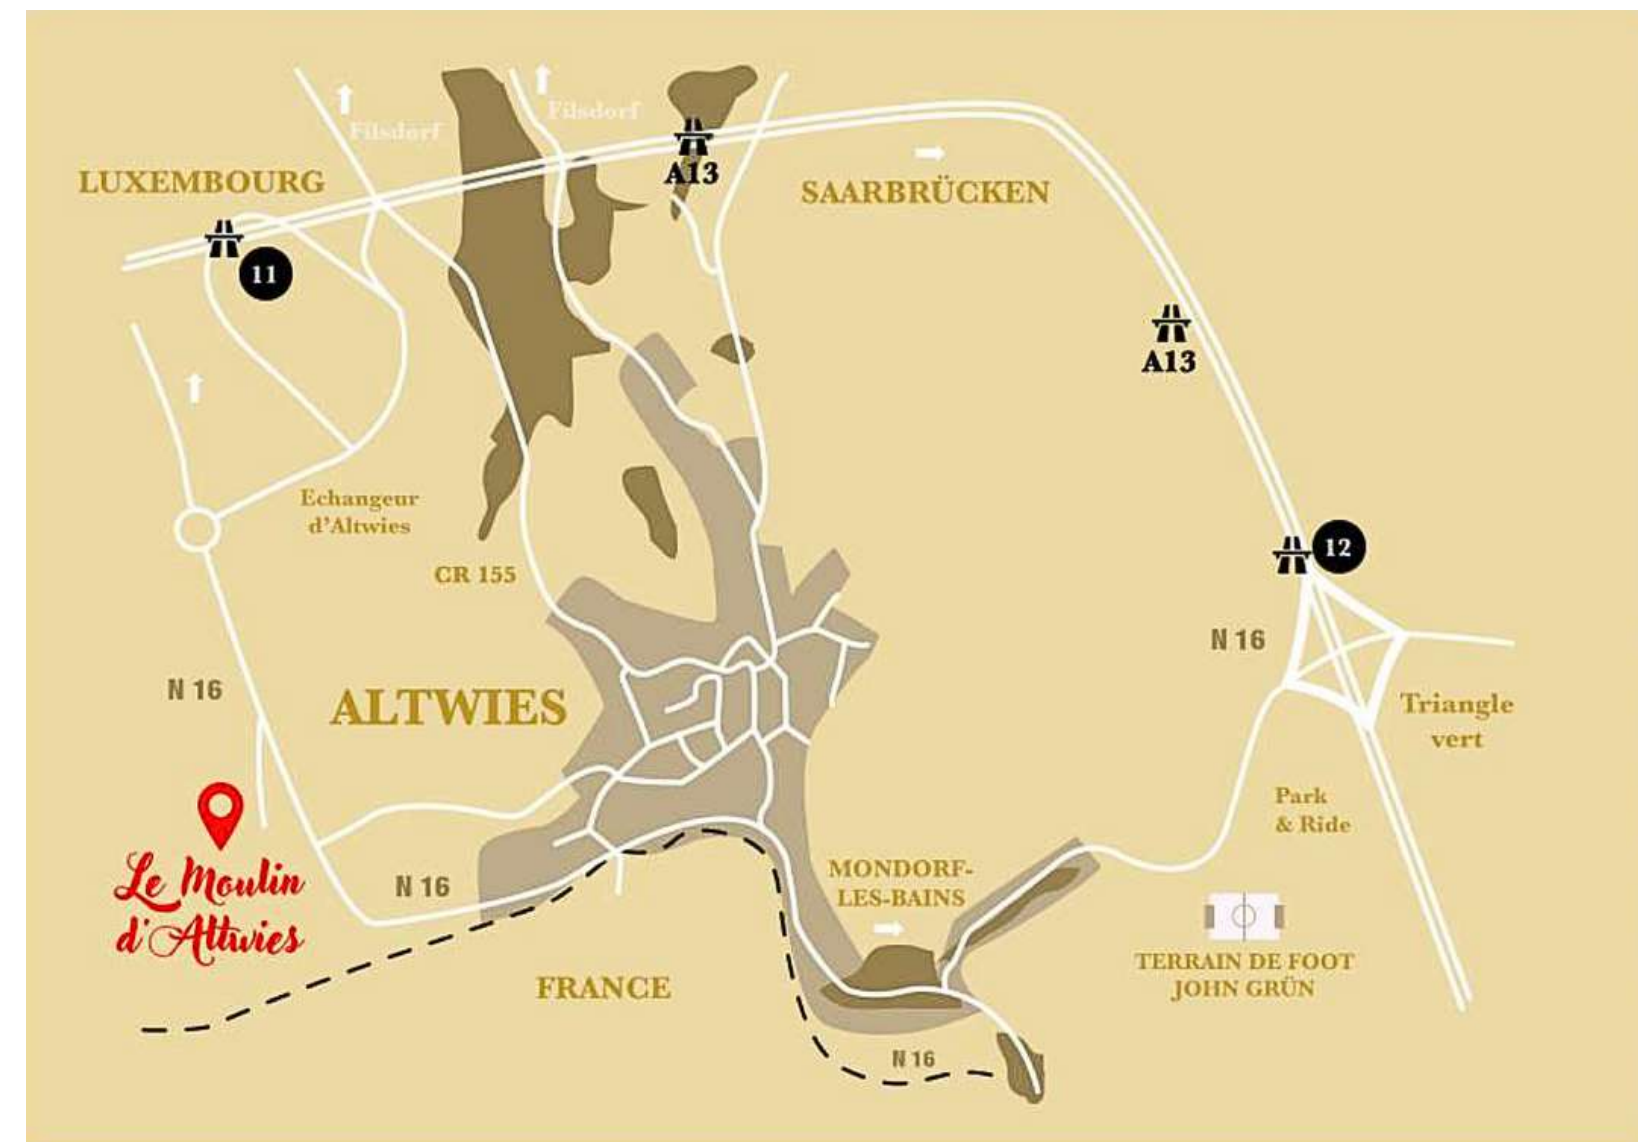 Filsdorf
Filsdorf
A13
LUXEMBOURG
SAARBRÜCKEN
11
A13
Echangeur
d'Altwies
CR 155
12
N 16
N 16
ALTWIES
Triangle
vert
Park
& Ride
Le Moulin
d'Altwies
N 16
MONDORF-
LES-BAINS
FRANCE
TERRAIN DE FOOT
JOHN GRÜN
N 16